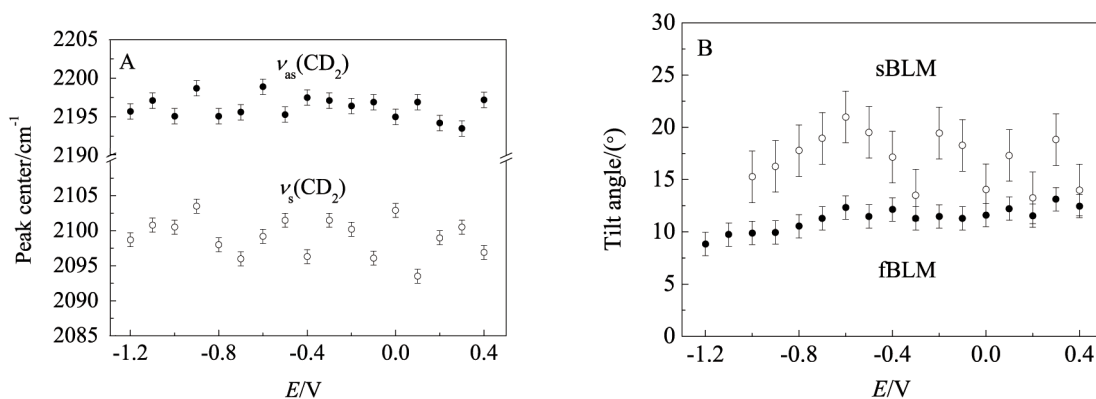 A
ν_as(CD₂)
2205
2200
2195
2190
ν_s(CD₂)
2105
2100
2095
2090
2085
Peak center/cm⁻¹
-1.2 -0.8 -0.4 0.0 0.4
E/V
B
sBLM
fBLM
30
25
20
15
10
5
0
Tilt angle/(°)
-1.2 -0.8 -0.4 0.0 0.4
E/V